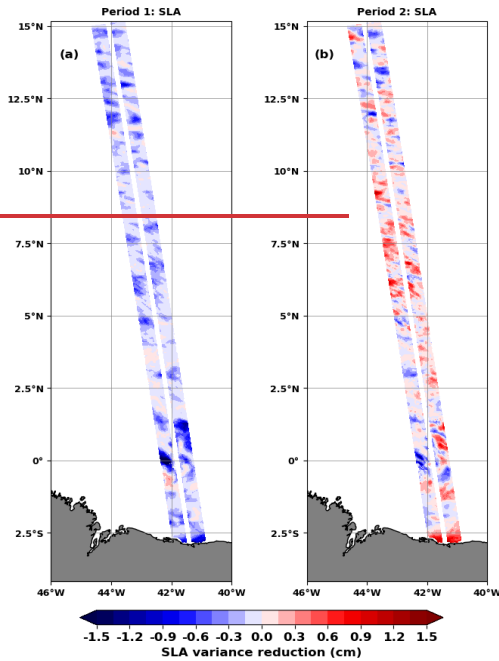 Period 1: SLA
Period 2: SLA
15°N
(a)
15°N
(b)
12.5°N
12.5°N
10°N
10°N
7.5°N
7.5°N
5°N
5°N
2.5°N
2.5°N
0°
0°
2.5°S
2.5°S
46°W 44°W 42°W 40°W
46°W 44°W 42°W 40°W
-1.5 -1.2 -0.9 -0.6 -0.3 0.0 0.3 0.6 0.9 1.2 1.5
SLA variance reduction (cm)